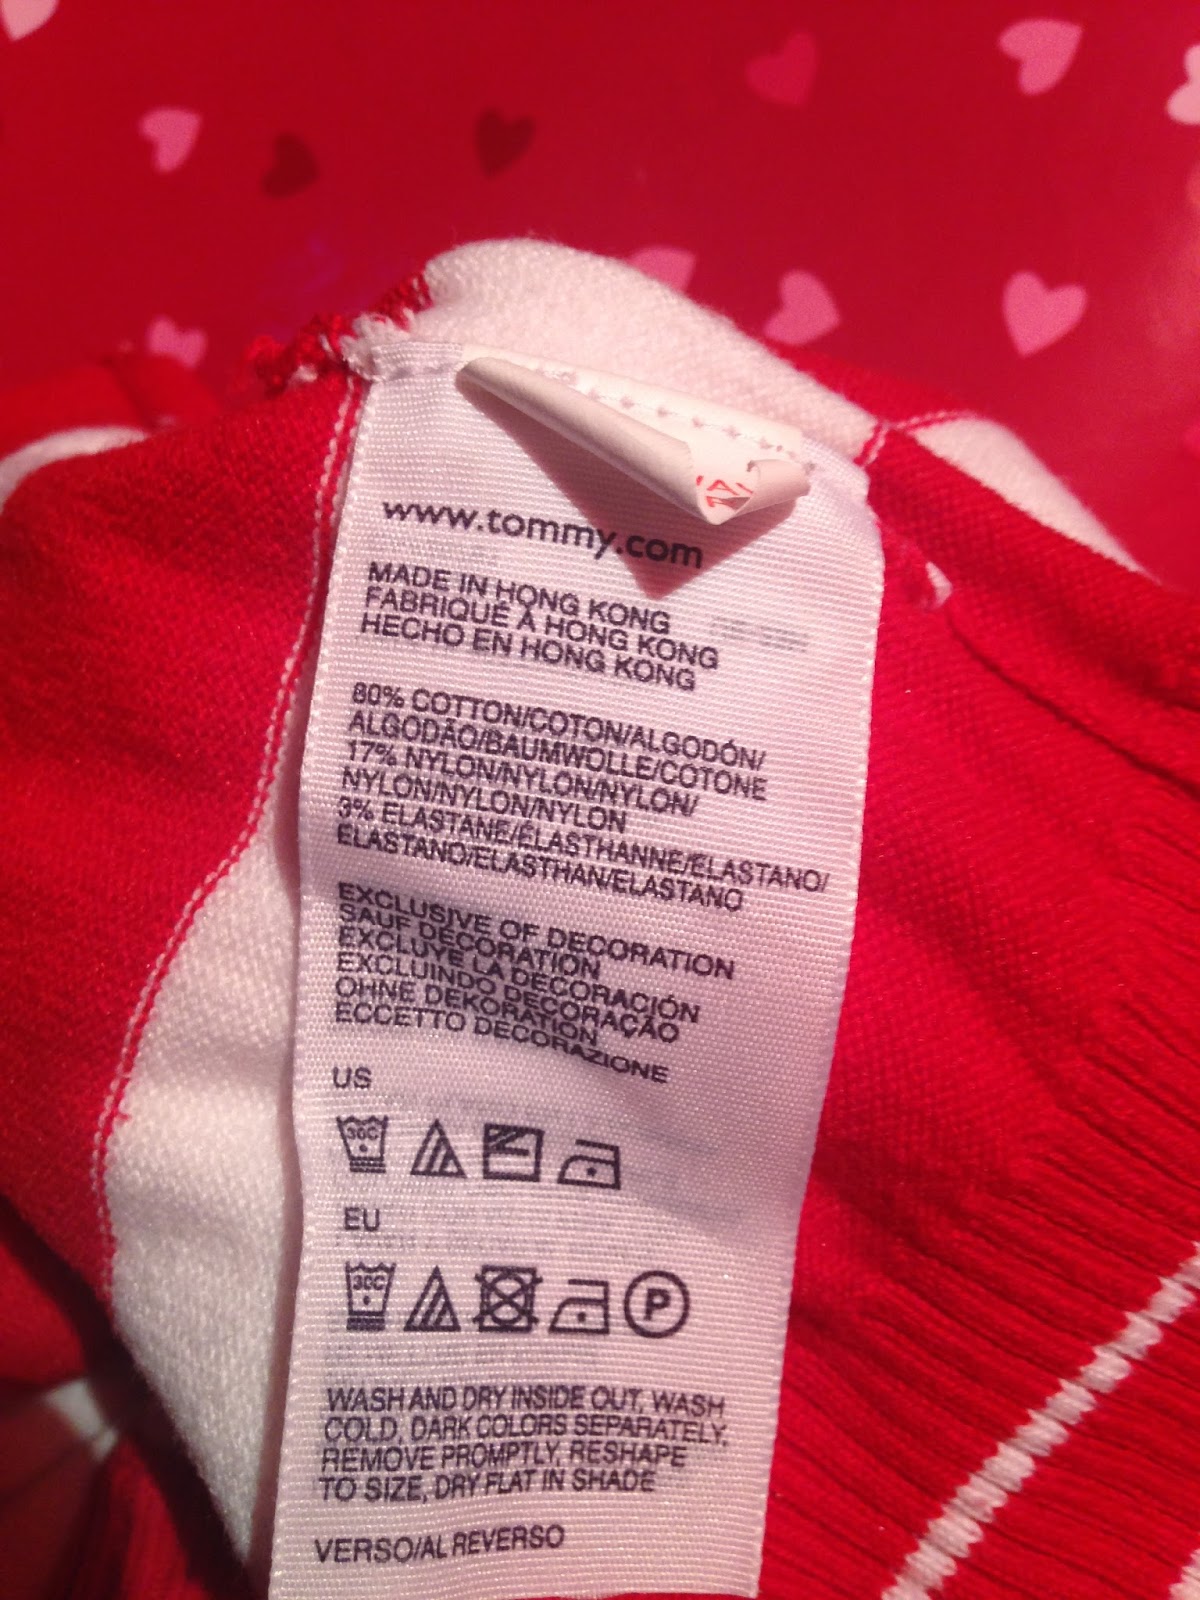 www.tommy.com
MADE IN HONG KONG
FABRIQUÉ À HONG KONG
HECHO EN HONG KONG
80% COTTON/COTON/ALGODÓN/
ALGODÃO/BAUMWOLLE/COTONE
17% NYLON/NYLON/NYLON/
NYLON/NYLON/NYLON
3% ELASTANE/ÉLASTHANNE/ELASTANO/
ELASTANO/ELASTHAN/ELASTANO
EXCLUSIVE OF DECORATION
SAUF DÉCORATION
EXCLUYE LA DECORACIÓN
EXCLUINDO DECORAÇÃO
OHNE DEKORATION
ECCETTO DECORAZIONE
US
30C
EU
30C P
WASH AND DRY INSIDE OUT, WASH
COLD, DARK COLORS SEPARATELY,
REMOVE PROMPTLY, RESHAPE
TO SIZE, DRY FLAT IN SHADE
VERSO/AL REVERSO